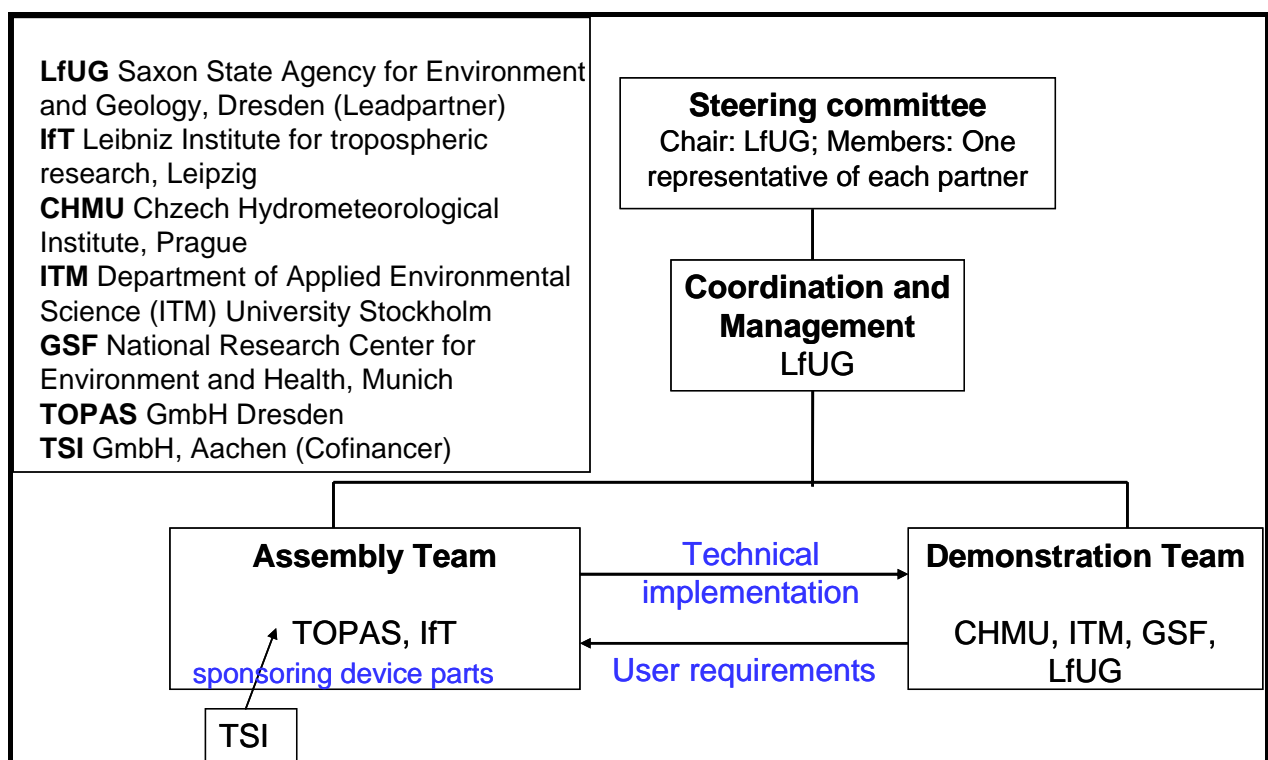 LfUG Saxon State Agency for Environment
and Geology, Dresden (Leadpartner)
IfT Leibniz Institute for tropospheric
research, Leipzig
CHMU Chzech Hydrometeorological
Institute, Prague
ITM Department of Applied Environmental
Science (ITM) University Stockholm
GSF National Research Center for
Environment and Health, Munich
TOPAS GmbH Dresden
TSI GmbH, Aachen (Cofinancer)
Steering committee
Chair: LfUG; Members: One
representative of each partner
Coordination and
Management
LfUG
Assembly Team
TOPAS, IfT
sponsoring device parts
TSI
Technical
implementation
User requirements
Demonstration Team
CHMU, ITM, GSF,
LfUG